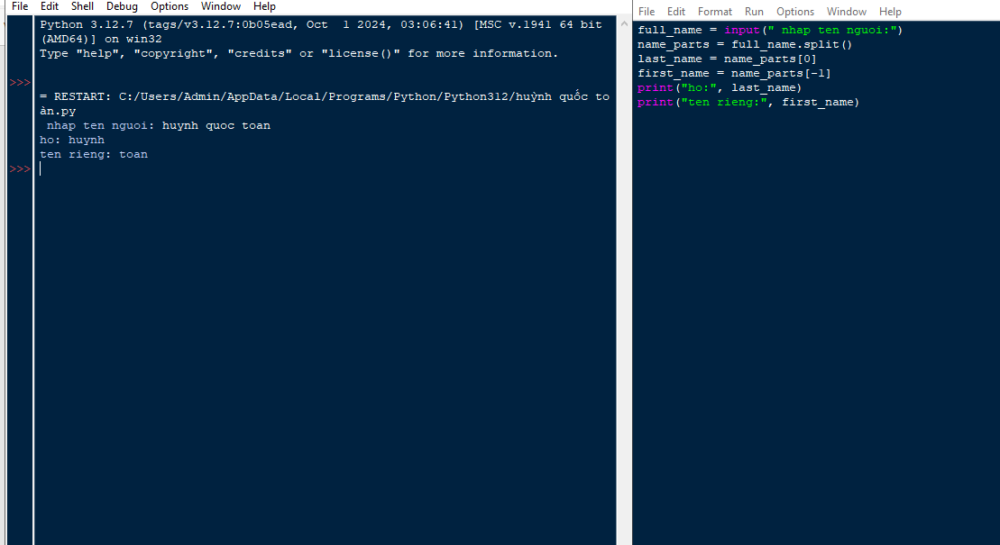 File Edit Shell Debug Options Window Help
Python 3.12.7 (tags/v3.12.7:0b05ead, Oct  1 2024, 03:06:41) [MSC v.1941 64 bit
(AMD64)] on win32
Type "help", "copyright", "credits" or "license()" for more information.
>>>
= RESTART: C:/Users/Admin/AppData/Local/Programs/Python/Python312/huỳnh quốc to
àn.py
 nhap ten nguoi: huynh quoc toan
ho: huynh
ten rieng: toan
>>>
File Edit Format Run Options Window Help
full_name = input(" nhap ten nguoi:")
name_parts = full_name.split()
last_name = name_parts[0]
first_name = name_parts[-1]
print("ho:", last_name)
print("ten rieng:", first_name)